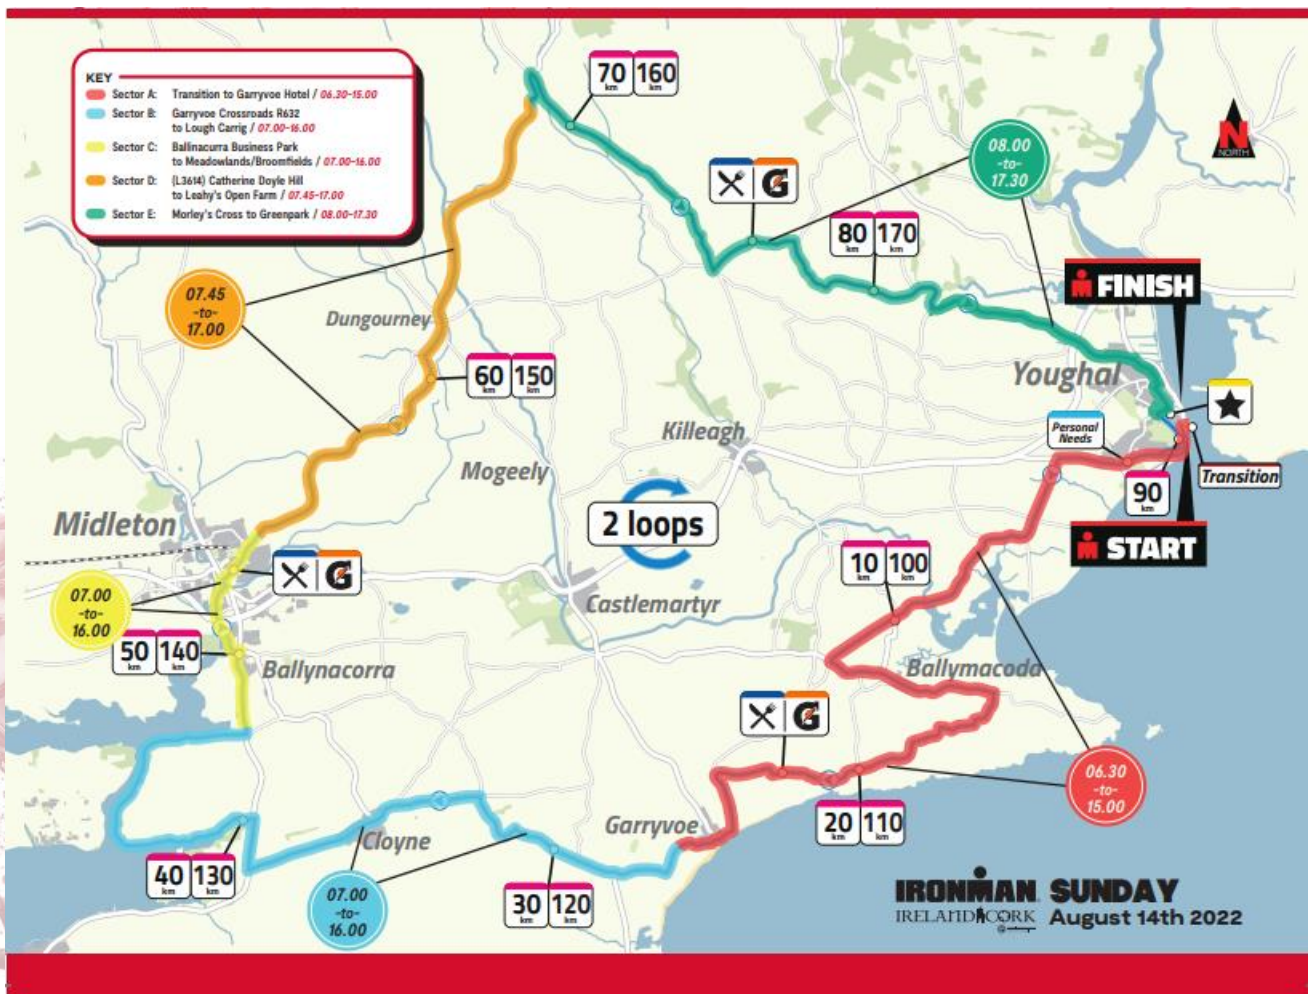 KEY
Sector A: Transition to Garryvoe Hotel / 06.30-15.00
Sector B: Garryvoe Crossroads R632
to Lough Carrig / 07.00-16.00
Sector C: Ballinacurra Business Park
to Meadowlands/Broomfields / 07.00-16.00
Sector D: (L3614) Catherine Doyle Hill
to Leahy's Open Farm / 07.45-17.00
Sector E: Morley's Cross to Greenpark / 08.00-17.30
70 km 160 km
NORTH
N
08.00
-to-
17.30
G
80 km 170 km
FINISH
07.45
-to-
17.00
Dungourney
60 km 150 km
Youghal
Personal
Needs
Killeagh
Mogeely
Transition
90 km
START
2 loops
Midleton
G
10 km 100 km
07.00
-to-
16.00
Castlemartyr
50 km 140 km
Ballynacorra
Ballymacoda
G
06.30
-to-
15.00
20 km 110 km
Garryvoe
Cloyne
40 km 130 km
07.00
-to-
16.00
30 km 120 km
IRONMAN SUNDAY
IRELAND CORK August 14th 2022